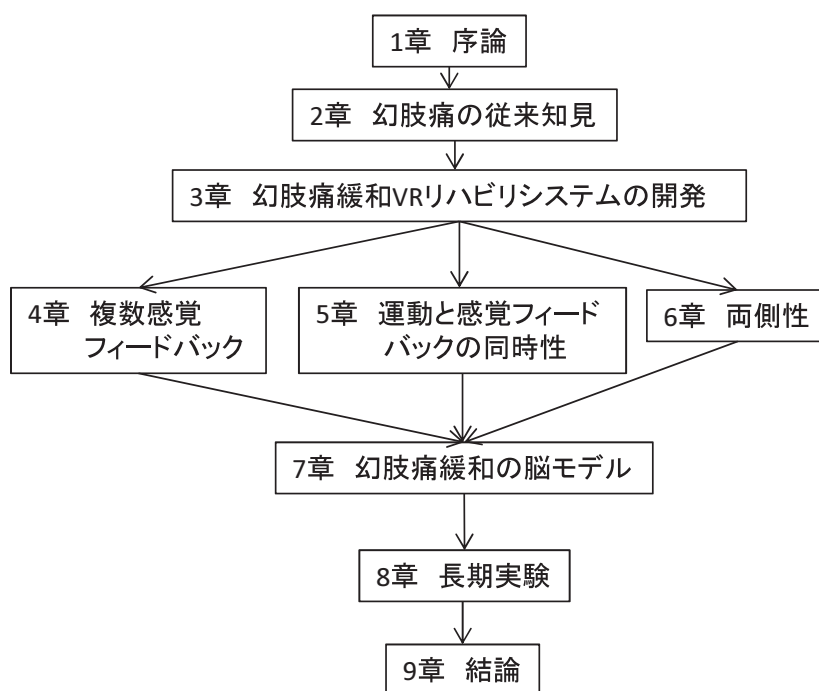 1章 序論
2章 幻肢痛の従来知見
3章 幻肢痛緩和VRリハビリシステムの開発
4章 複数感覚
フィードバック
5章 運動と感覚フィード
バックの同時性
6章 両側性
7章 幻肢痛緩和の脳モデル
8章 長期実験
9章 結論